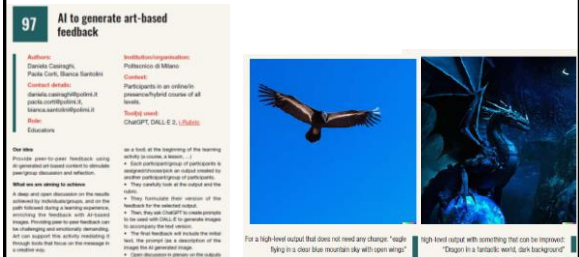 97
AI to generate art-based
feedback
Authors:
Daniela Casiraghi,
Paola Corti, Bianca Santolini
Contact details:
daniela.casiraghi@polimi.it
paola.corti@polimi.it,
bianca.santolini@polimi.it
Role:
Educators
Institution/organisation:
Politecnico di Milano
Context:
Participants in an online/in
presence/hybrid course of all
levels.
Tool(s) used:
ChatGPT, DALL-E 2, i-Rubric
Our idea
Provide peer-to-peer feedback using
AI-generated art-based content to stimulate
peer/group discussion and reflection.
What we are aiming to achieve
A deep and open discussion on the results
achieved by individuals/groups, and on the
path followed during a learning experience,
enriching the feedback with AI-based
images. Providing peer-to-peer feedback can
be challenging and emotionally demanding.
Art can support this activity mediating it
through tools that focus on the message in
a creative way.
as a tool) at the beginning of the learning
activity (a course, a lesson, ...)
• Each participant/group of participants is
assigned/chooses/pick an output created by
another participant/group of participants.
• They carefully look at the output and the
rubric.
• They formulate their version of the
feedback for the selected output.
• Then, they ask ChatGPT to create prompts
to be used with DALL-E to generate images
to accompany the text version.
• The final feedback will include the initial
text, the prompt (as a description of the
image) the AI generated image.
• Open discussion in plenary on the outputs
For a high-level output that does not need any change: "eagle
flying in a clear blue mountain sky with open wings"
high-level output with something that can be improved:
"Dragon in a fantastic world, dark background"